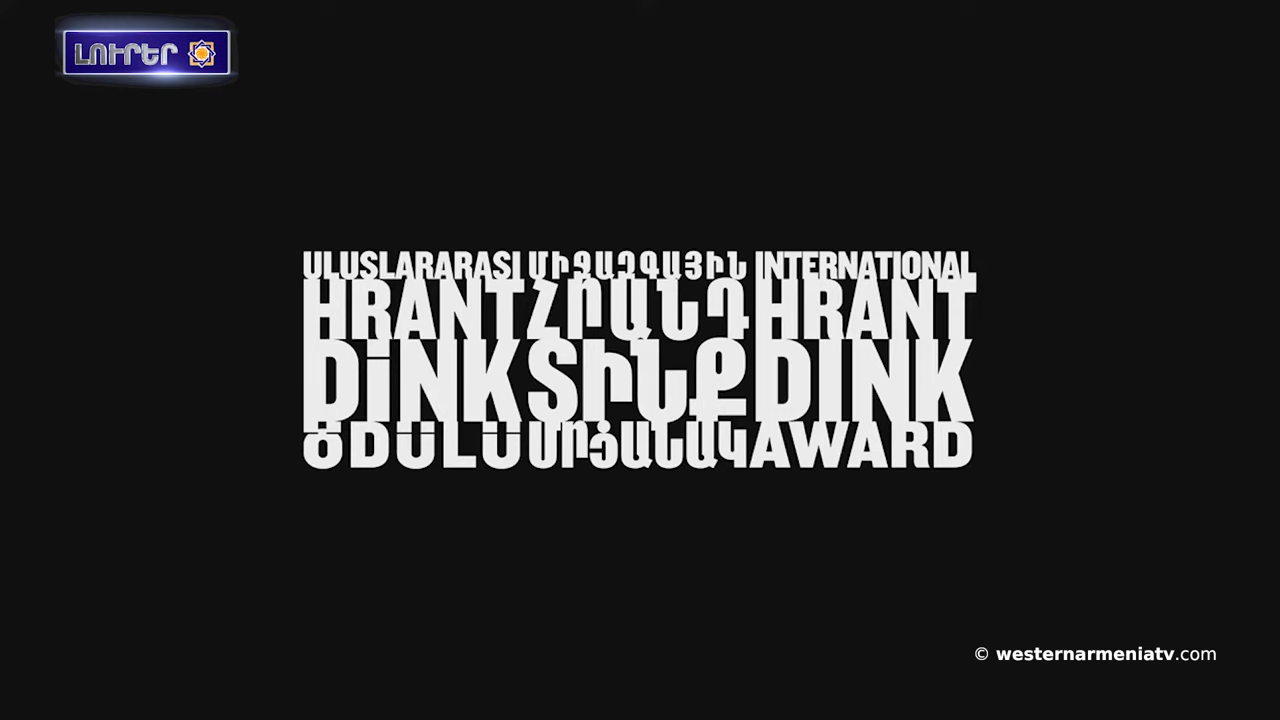 ԼՈՒՐԵՐ
ULUSLARARASI ՄԻՋԱԶԳԱՅԻՆ INTERNATIONAL
HRANT ՀՐԱՆԴ HRANT
DİNK ՏԻՆՔ DINK
ÖDÜLÜ ՄՐՑԱՆԱԿ AWARD
© westernarmeniatv.com